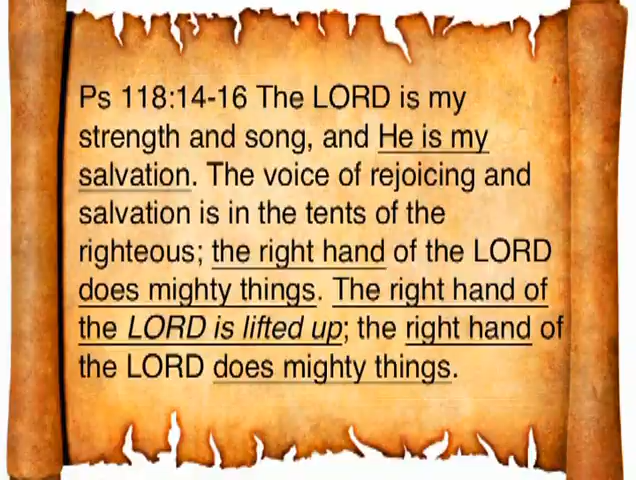 Ps 118:14-16 The LORD is my
strength and song, and He is my
salvation. The voice of rejoicing and
salvation is in the tents of the
righteous; the right hand of the LORD
does mighty things. The right hand of
the LORD is lifted up; the right hand of
the LORD does mighty things.